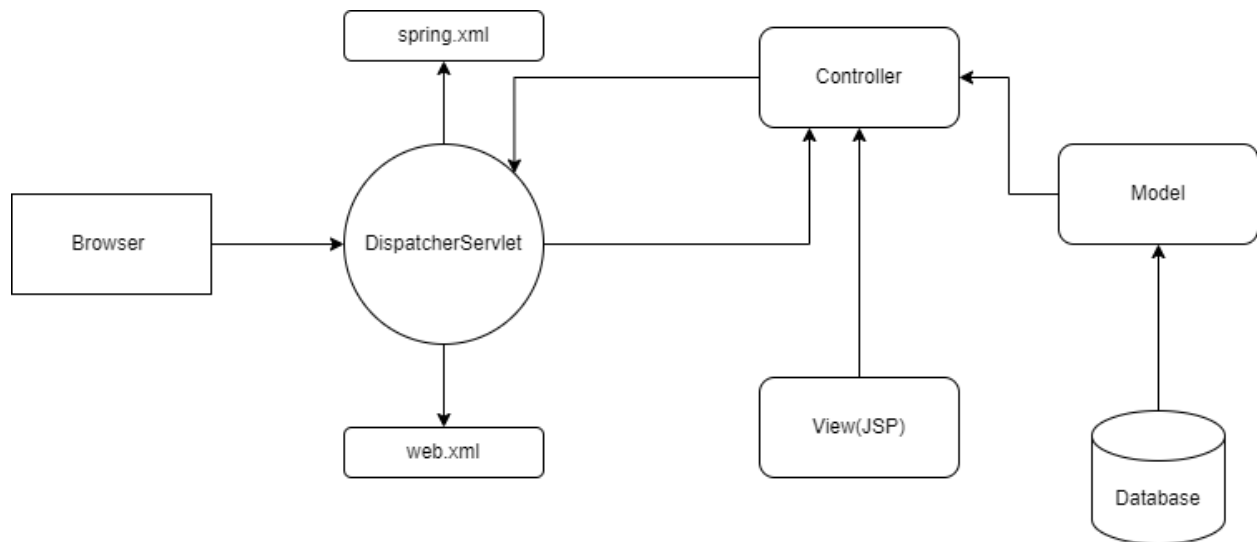 spring.xml
Controller
Model
Browser
DispatcherServlet
View(JSP)
web.xml
Database